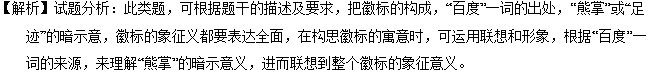 【解析】试题分析：此类题，可根据题干的描述及要求，把徽标的构成，“百度”一词的出处，“熊掌”或“足
迹”的暗示意，徽标的象征义都要表达全面，在构思徽标的寓意时，可运用联想和形象，根据“百度”一
词的来源，来理解“熊掌”的暗示意义，进而联想到整个徽标的象征意义。